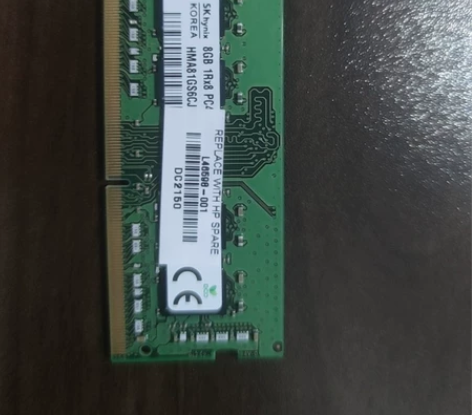 SK hynix
KOREA
8GB 1Rx8 PC4
HMA81GS6CJ
REPLACE WITH HP SPARE
L46598-001
DC2150
CE